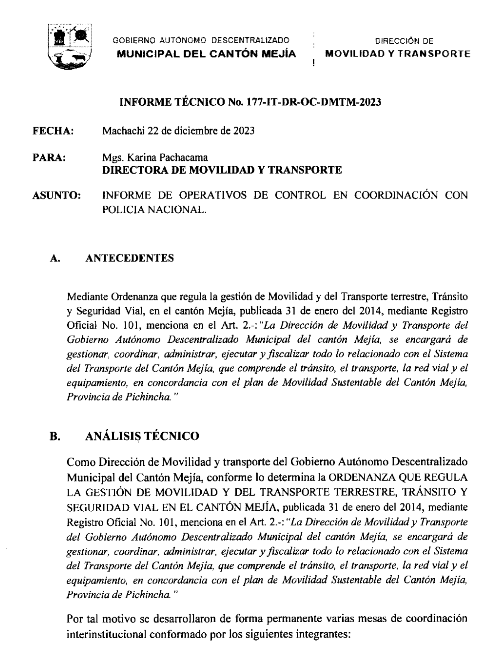 GOBIERNO AUTÓNOMO DESCENTRALIZADO
MUNICIPAL DEL CANTÓN MEJÍA
DIRECCIÓN DE
MOVILIDAD Y TRANSPORTE
INFORME TÉCNICO No. 177-IT-DR-OC-DMTM-2023
FECHA: Machachi 22 de diciembre de 2023
PARA: Mgs. Karina Pachacama
DIRECTORA DE MOVILIDAD Y TRANSPORTE
ASUNTO: INFORME DE OPERATIVOS DE CONTROL EN COORDINACIÓN CON
POLICIA NACIONAL.
A. ANTECEDENTES
Mediante Ordenanza que regula la gestión de Movilidad y del Transporte terrestre, Tránsito
y Seguridad Vial, en el cantón Mejía, publicada 31 de enero del 2014, mediante Registro
Oficial No. 101, menciona en el Art. 2.-: "La Dirección de Movilidad y Transporte del
Gobierno Autónomo Descentralizado Municipal del cantón Mejía, se encargará de
gestionar, coordinar, administrar, ejecutar y fiscalizar todo lo relacionado con el Sistema
del Transporte del Cantón Mejía, que comprende el tránsito, el transporte, la red vial y el
equipamiento, en concordancia con el plan de Movilidad Sustentable del Cantón Mejía,
Provincia de Pichincha."
B. ANÁLISIS TÉCNICO
Como Dirección de Movilidad y transporte del Gobierno Autónomo Descentralizado
Municipal del Cantón Mejía, conforme lo determina la ORDENANZA QUE REGULA
LA GESTIÓN DE MOVILIDAD Y DEL TRANSPORTE TERRESTRE, TRÁNSITO Y
SEGURIDAD VIAL EN EL CANTÓN MEJÍA, publicada 31 de enero del 2014, mediante
Registro Oficial No. 101, menciona en el Art. 2.-: "La Dirección de Movilidad y Transporte
del Gobierno Autónomo Descentralizado Municipal del cantón Mejía, se encargará de
gestionar, coordinar, administrar, ejecutar y fiscalizar todo lo relacionado con el Sistema
del Transporte del Cantón Mejía, que comprende el tránsito, el transporte, la red vial y el
equipamiento, en concordancia con el plan de Movilidad Sustentable del Cantón Mejía,
Provincia de Pichincha."
Por tal motivo se desarrollaron de forma permanente varias mesas de coordinación
interinstitucional conformado por los siguientes integrantes: